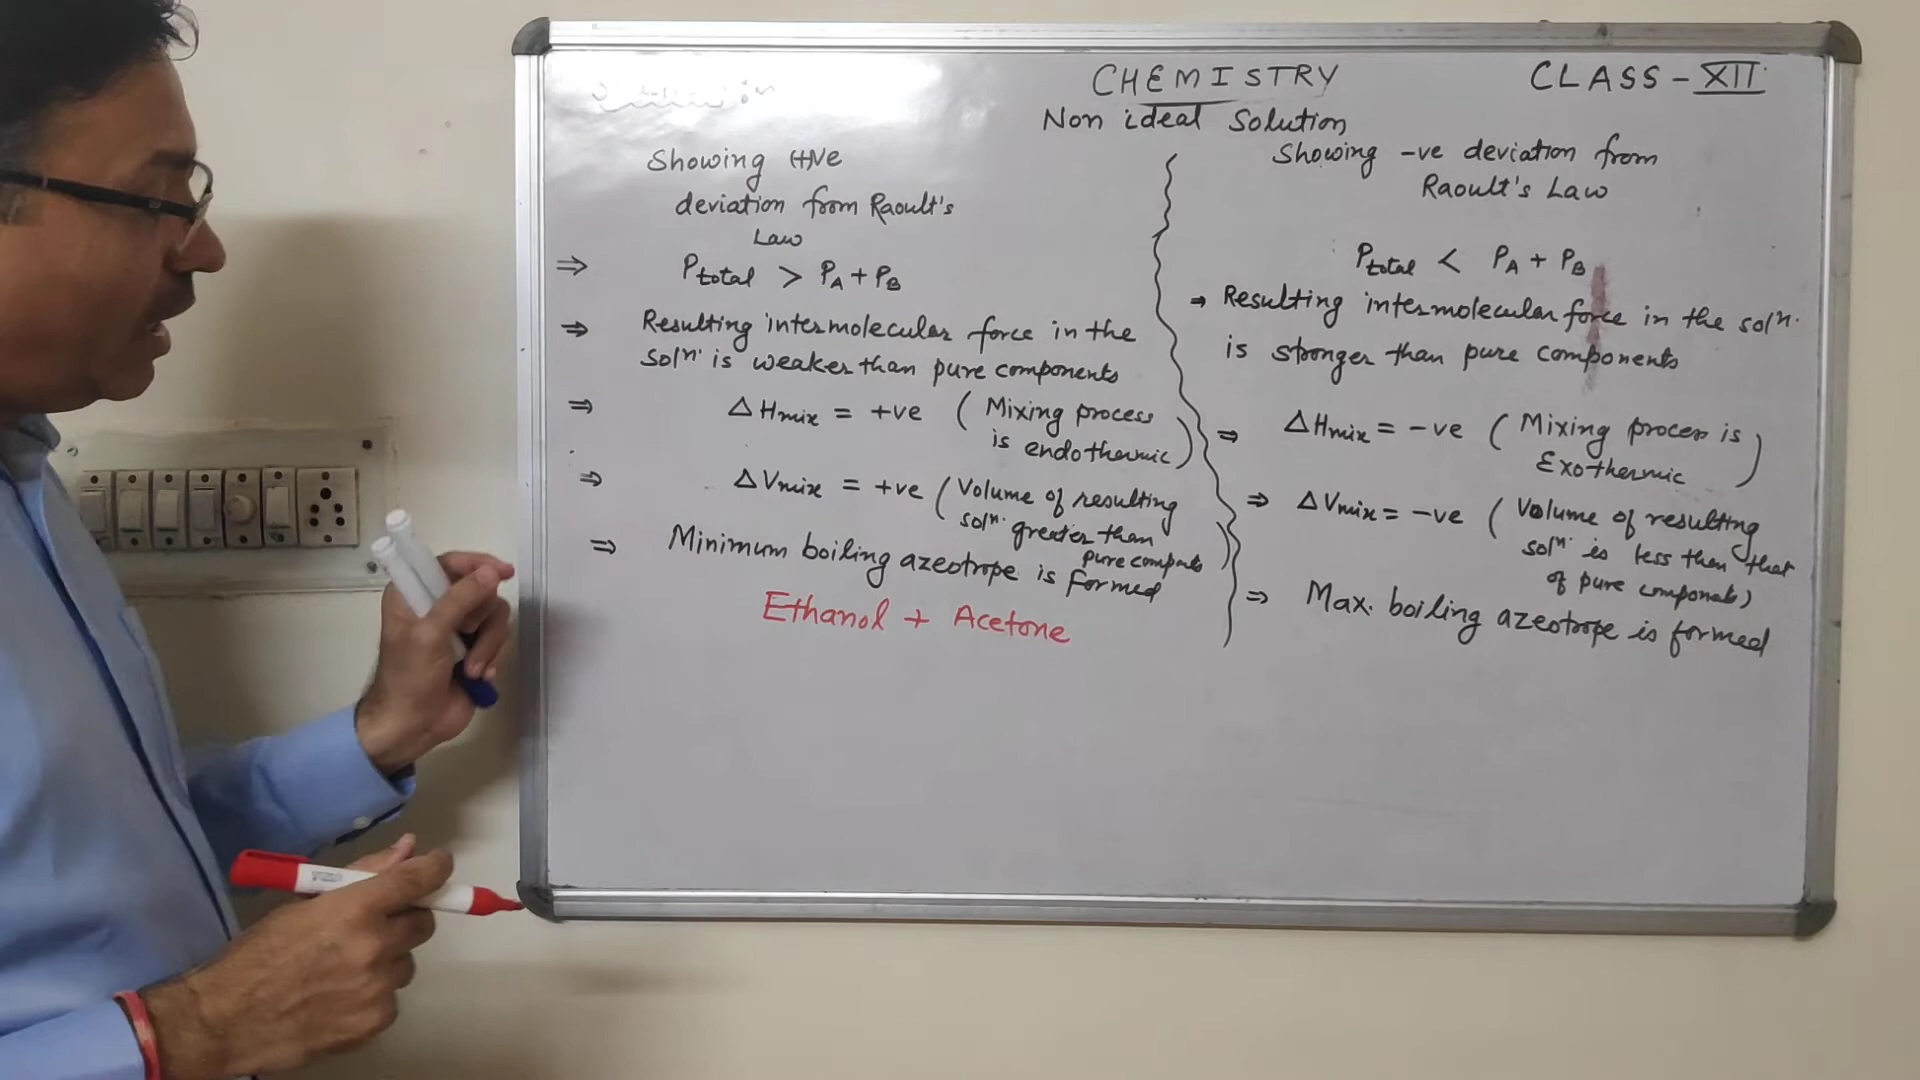 CHEMISTRY
CLASS-XII
Non ideal Solution
Showing +Ve
deviation from Raoult's
Law
⇒ Ptotal > PA + PB
⇒ Resulting intermolecular force in the
solⁿ. is weaker than pure components
⇒ ΔHmix = +ve ( Mixing process
is endothermic )
⇒ ΔVmix = +ve ( Volume of resulting
solⁿ. greater than
pure compnts )
⇒ Minimum boiling azeotrope is formed
Ethanol + Acetone
Showing -ve deviation from
Raoult's Law
Ptotal < PA + PB
→ Resulting intermolecular force in the solⁿ.
is stronger than pure components
⇒ ΔHmix = -ve ( Mixing process is
Exothermic )
⇒ ΔVmix = -ve ( Volume of resulting
solⁿ. is less than that
of pure componats )
⇒ Max. boiling azeotrope is formed